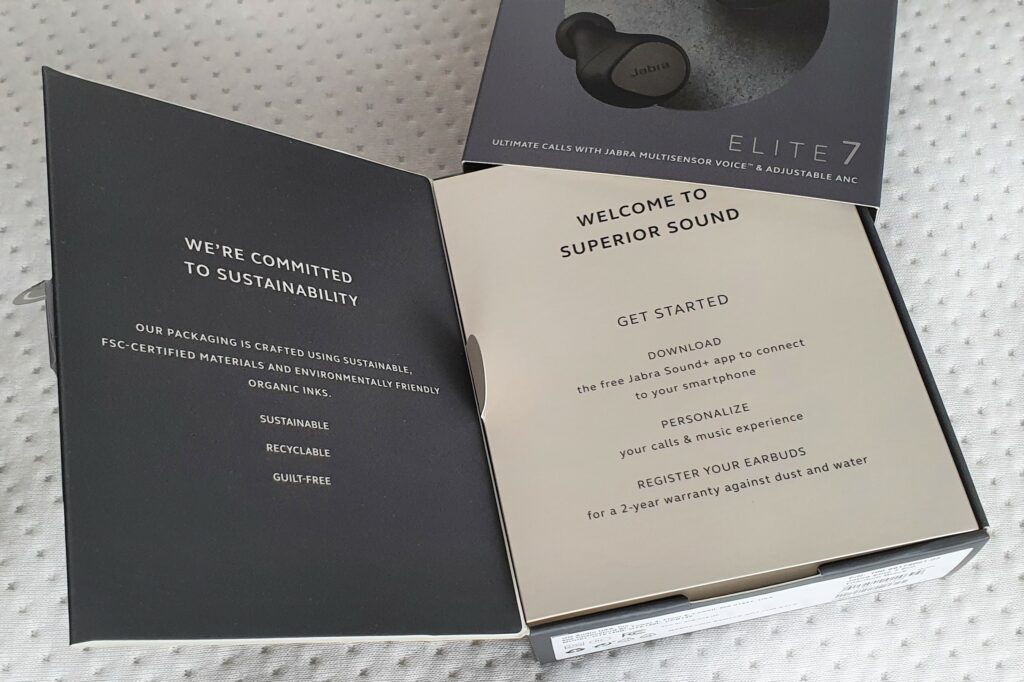 Jabra
ELITE 7
ULTIMATE CALLS WITH JABRA MULTISENSOR VOICE™ & ADJUSTABLE ANC
WE'RE COMMITTED
TO SUSTAINABILITY
OUR PACKAGING IS CRAFTED USING SUSTAINABLE,
FSC-CERTIFIED MATERIALS AND ENVIRONMENTALLY FRIENDLY
ORGANIC INKS.
SUSTAINABLE
RECYCLABLE
GUILT-FREE
WELCOME TO
SUPERIOR SOUND
GET STARTED
DOWNLOAD
the free Jabra Sound+ app to connect
to your smartphone
PERSONALIZE
your calls & music experience
REGISTER YOUR EARBUDS
for a 2-year warranty against dust and water